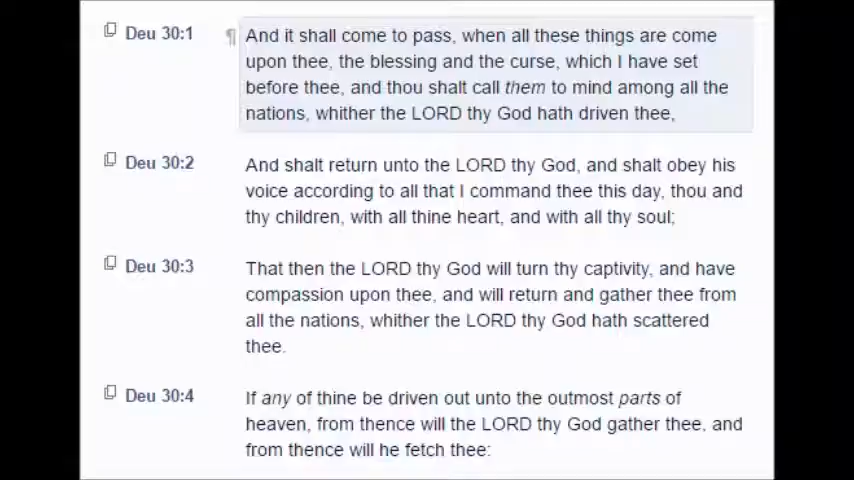 Deu 30:1 ¶ And it shall come to pass, when all these things are come
upon thee, the blessing and the curse, which I have set
before thee, and thou shalt call them to mind among all the
nations, whither the LORD thy God hath driven thee,
Deu 30:2 And shalt return unto the LORD thy God, and shalt obey his
voice according to all that I command thee this day, thou and
thy children, with all thine heart, and with all thy soul;
Deu 30:3 That then the LORD thy God will turn thy captivity, and have
compassion upon thee, and will return and gather thee from
all the nations, whither the LORD thy God hath scattered
thee.
Deu 30:4 If any of thine be driven out unto the outmost parts of
heaven, from thence will the LORD thy God gather thee, and
from thence will he fetch thee: